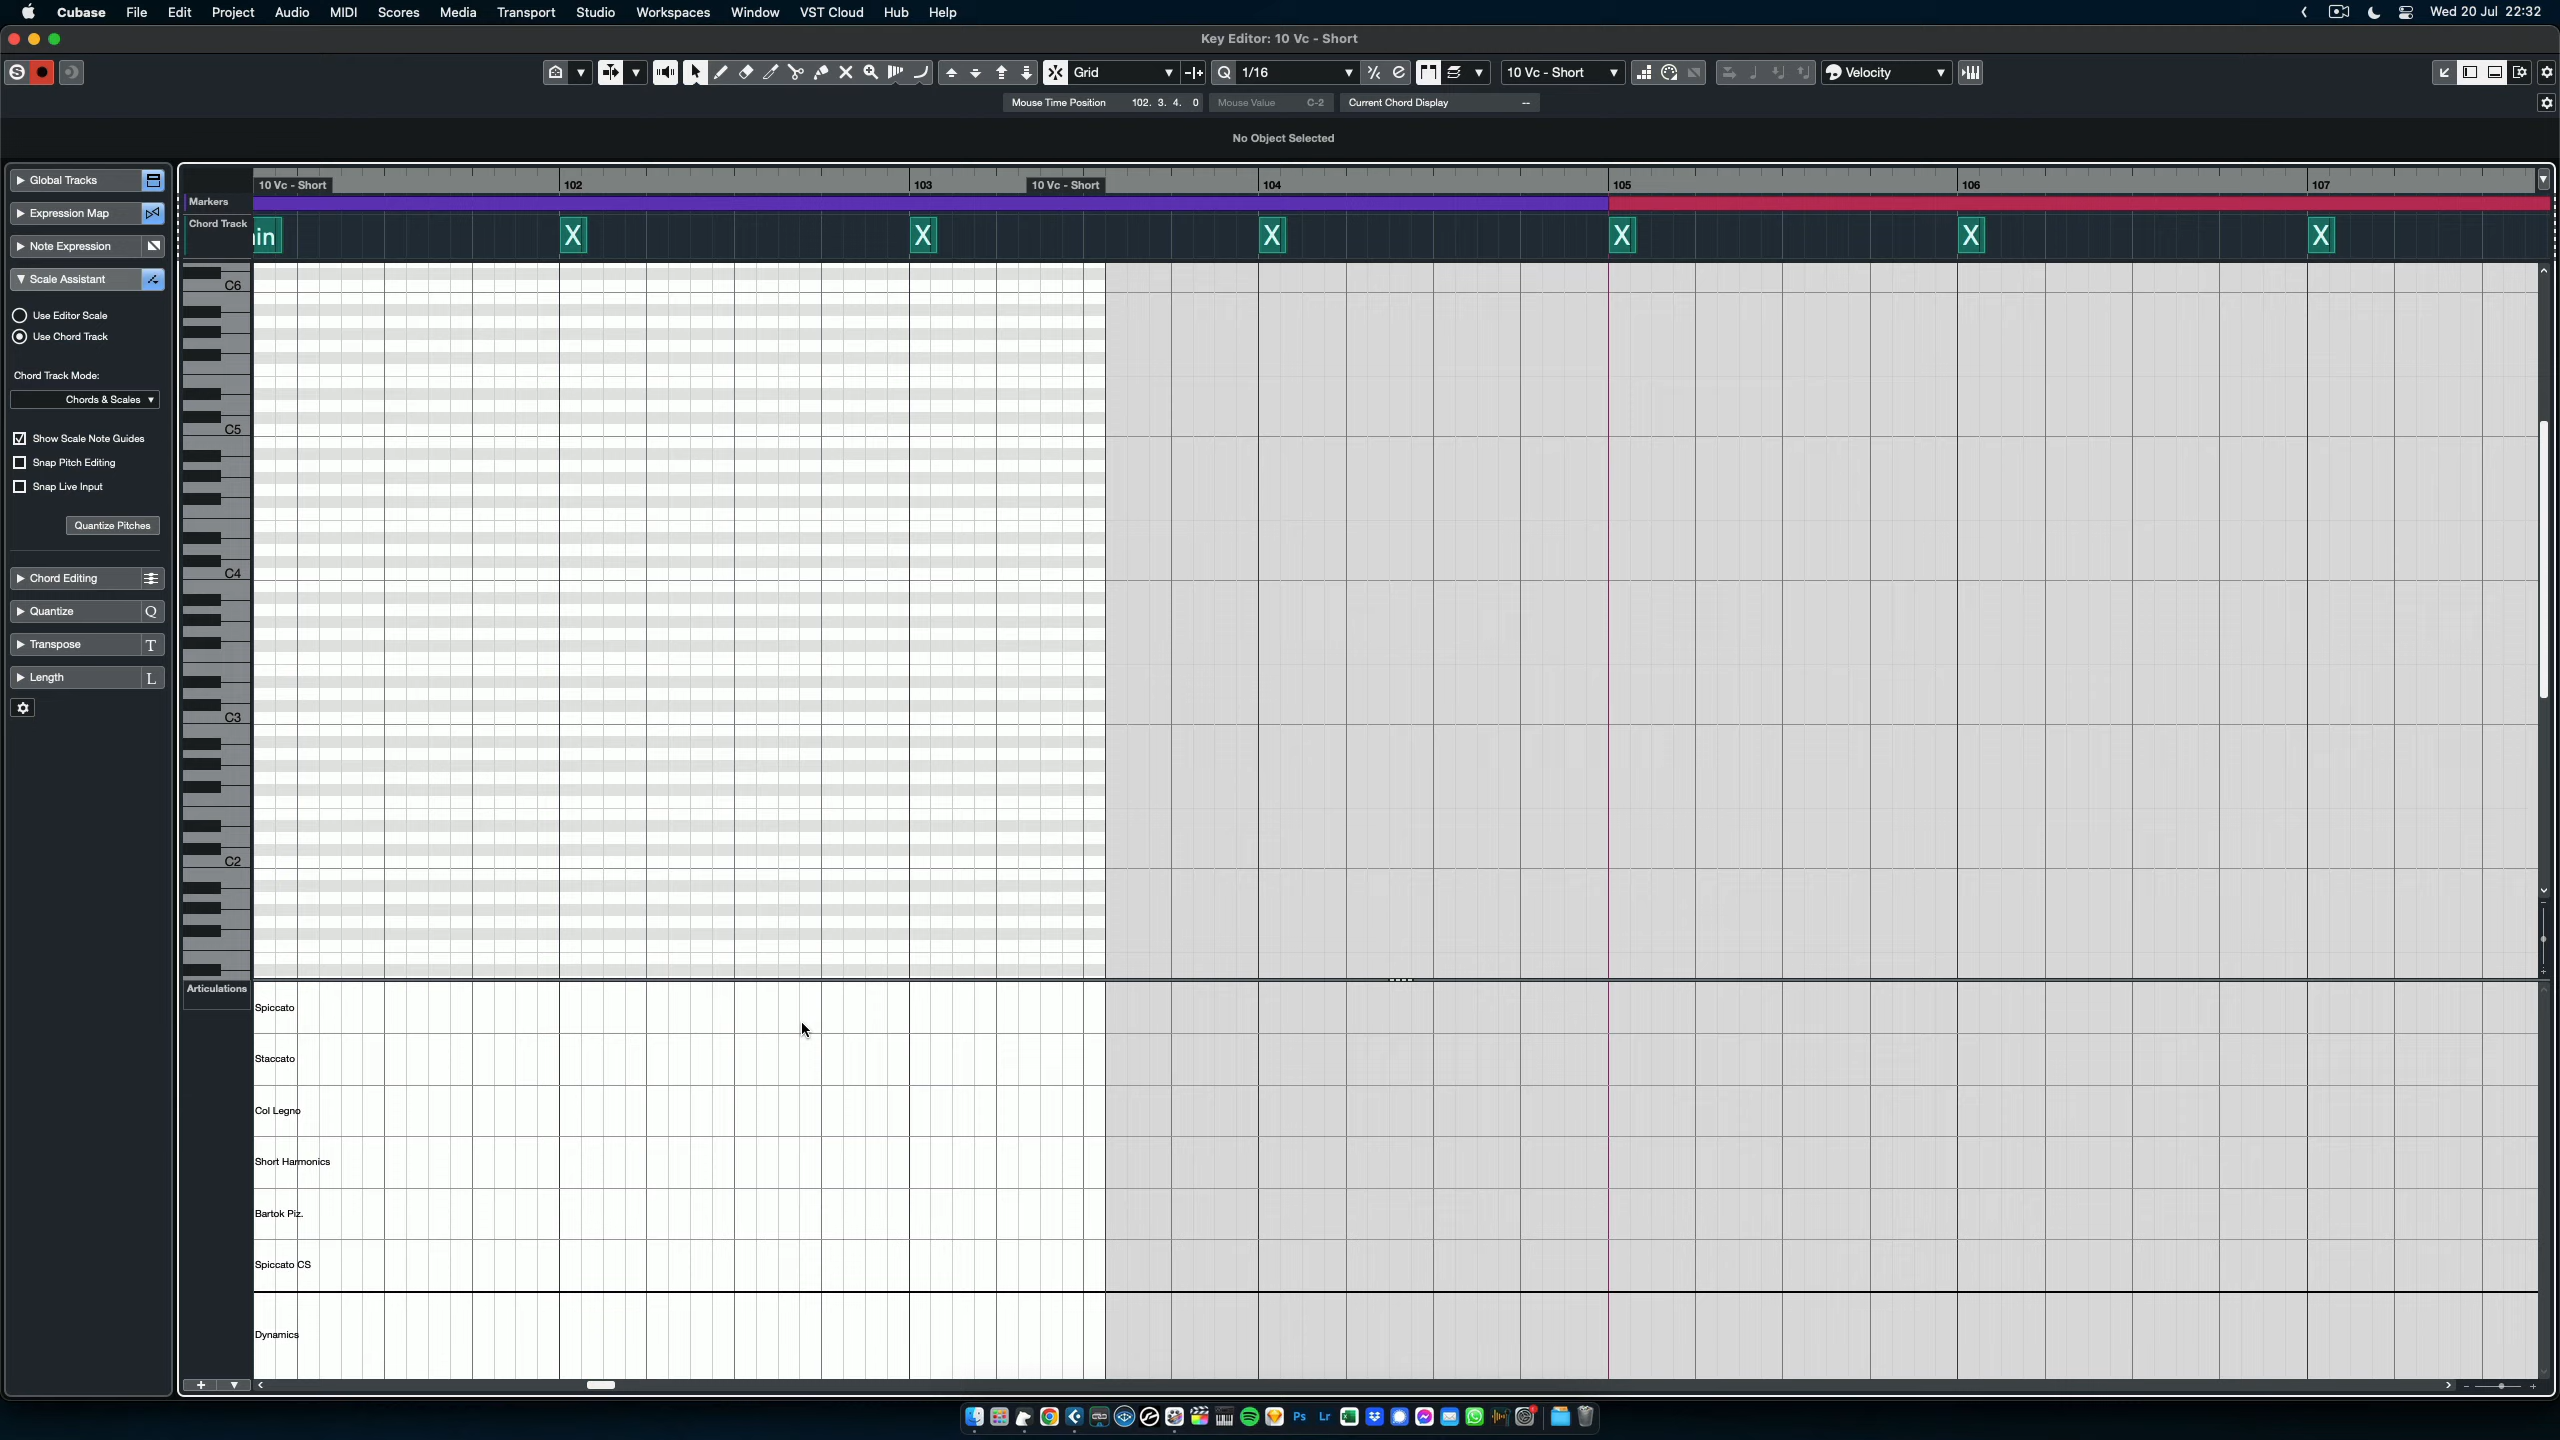 Cubase File Edit Project Audio MIDI Scores Media Transport Studio Workspaces Window VST Cloud Hub Help Wed 20 Jul 22:32
Key Editor: 10 Vc - Short
Grid Q 1/16 10 Vc - Short Velocity
Mouse Time Position 102. 3. 4. 0 Mouse Value C-2 Current Chord Display --
No Object Selected
Global Tracks
Expression Map
Note Expression
Scale Assistant
Use Editor Scale
Use Chord Track
Chord Track Mode:
Chords & Scales
Show Scale Note Guides
Snap Pitch Editing
Snap Live Input
Quantize Pitches
Chord Editing
Quantize Q
Transpose T
Length L
10 Vc - Short 102 103 10 Vc - Short 104 105 106 107
Markers
Chord Track
in X X X X X X
C6
C5
C4
C3
C2
Articulations
Spiccato
Staccato
Col Legno
Short Harmonics
Bartok Piz.
Spiccato CS
Dynamics
Ps Lr